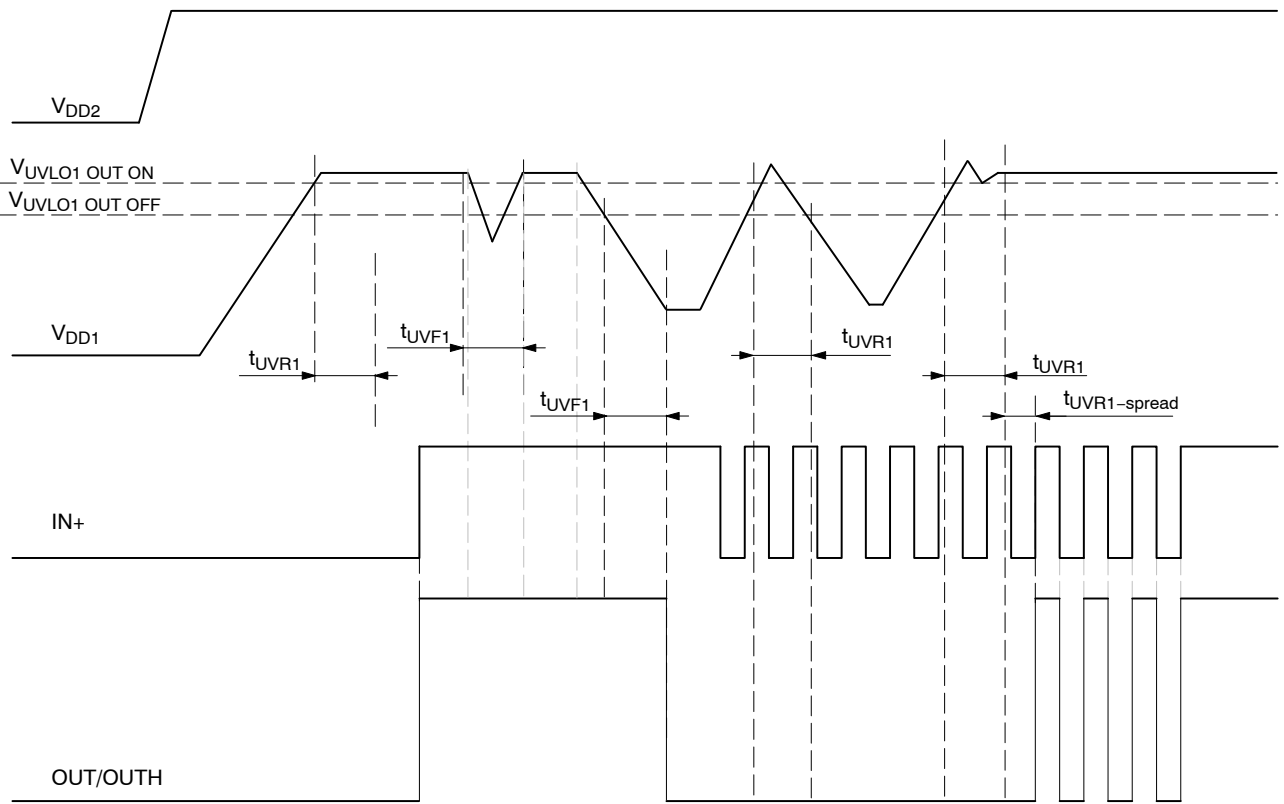 VDD2
VUVLO1 OUT ON
VUVLO1 OUT OFF
VDD1
tUVR1
tUVF1
tUVF1
tUVR1
tUVR1
tUVR1−spread
IN+
OUT/OUTH